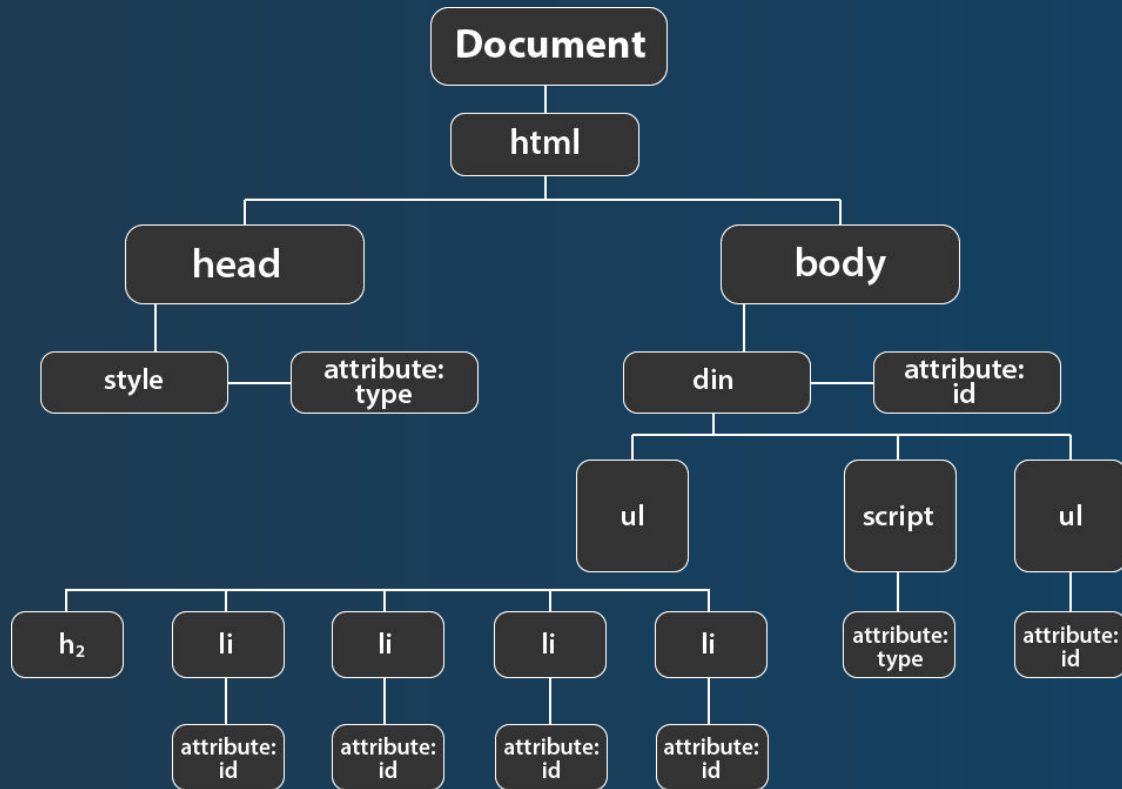 Document
html
head
body
style
attribute:
type
din
attribute:
id
ul
script
ul
h₂
li
li
li
li
attribute:
type
attribute:
id
attribute:
id
attribute:
id
attribute:
id
attribute:
id